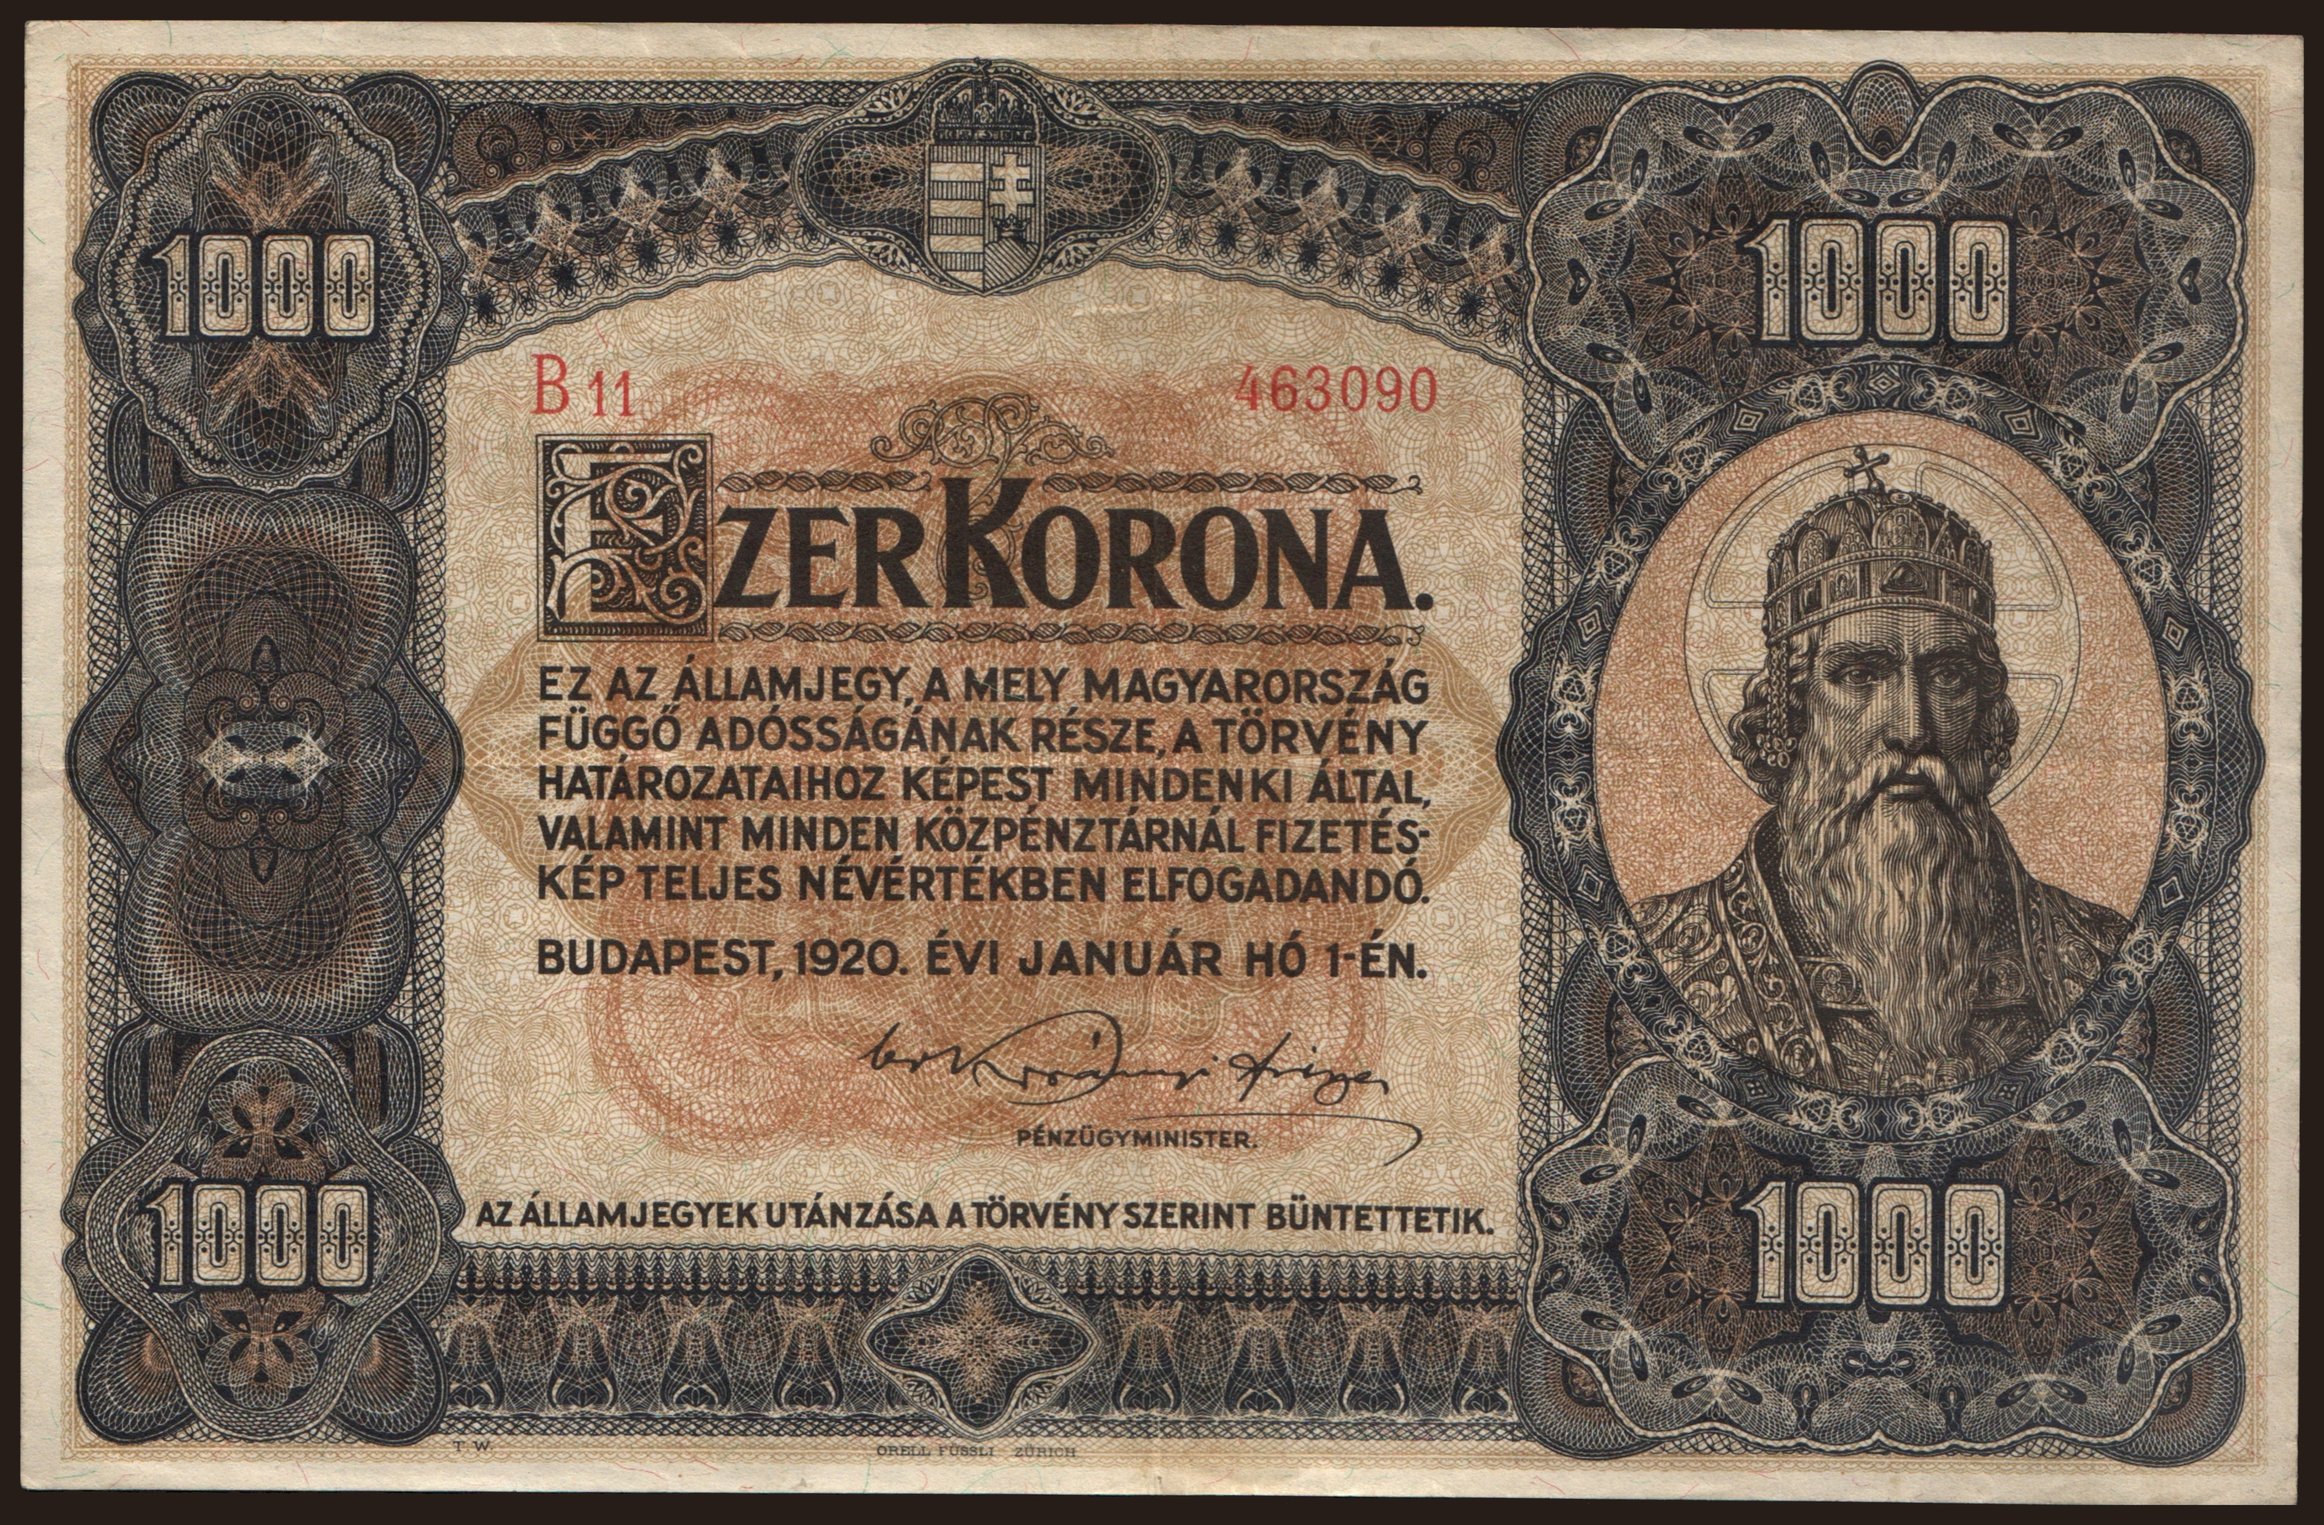 1000
1000
B 11
463090
EZER KORONA.
EZ AZ ÁLLAMJEGY, A MELY MAGYARORSZÁG
FÜGGŐ ADÓSSÁGÁNAK RÉSZE, A TÖRVÉNY
HATÁROZATAIHOZ KÉPEST MINDENKI ÁLTAL,
VALAMINT MINDEN KÖZPÉNZTÁRNÁL FIZETÉS-
KÉP TELJES NÉVÉRTÉKBEN ELFOGADANDÓ.
BUDAPEST, 1920. ÉVI JANUÁR HÓ 1-ÉN.
Korányi Frigyes
PÉNZÜGYMINISTER.
1000
1000
AZ ÁLLAMJEGYEK UTÁNZÁSA A TÖRVÉNY SZERINT BÜNTETTETIK.
T. W.
ORELL FÜSSLI ZÜRICH